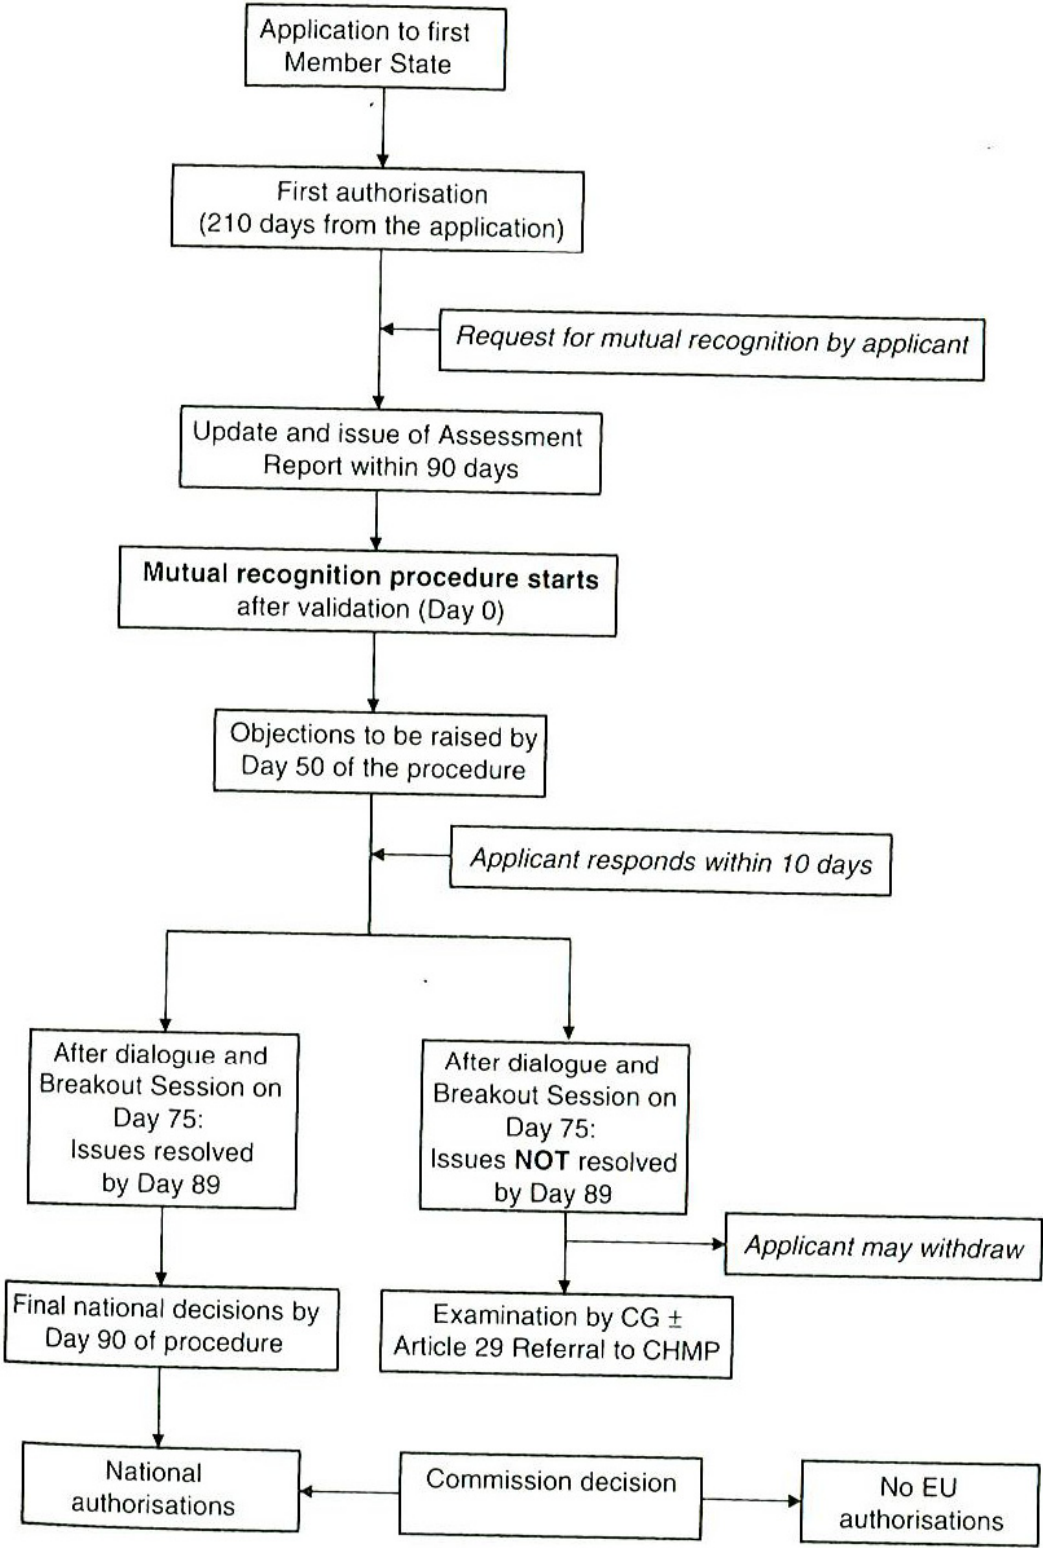 Application to first
Member State
First authorisation
(210 days from the application)
Request for mutual recognition by applicant
Update and issue of Assessment
Report within 90 days
Mutual recognition procedure starts
after validation (Day 0)
Objections to be raised by
Day 50 of the procedure
Applicant responds within 10 days
After dialogue and
Breakout Session on
Day 75:
Issues resolved
by Day 89
After dialogue and
Breakout Session on
Day 75:
Issues NOT resolved
by Day 89
Applicant may withdraw
Final national decisions by
Day 90 of procedure
Examination by CG ±
Article 29 Referral to CHMP
National
authorisations
Commission decision
No EU
authorisations